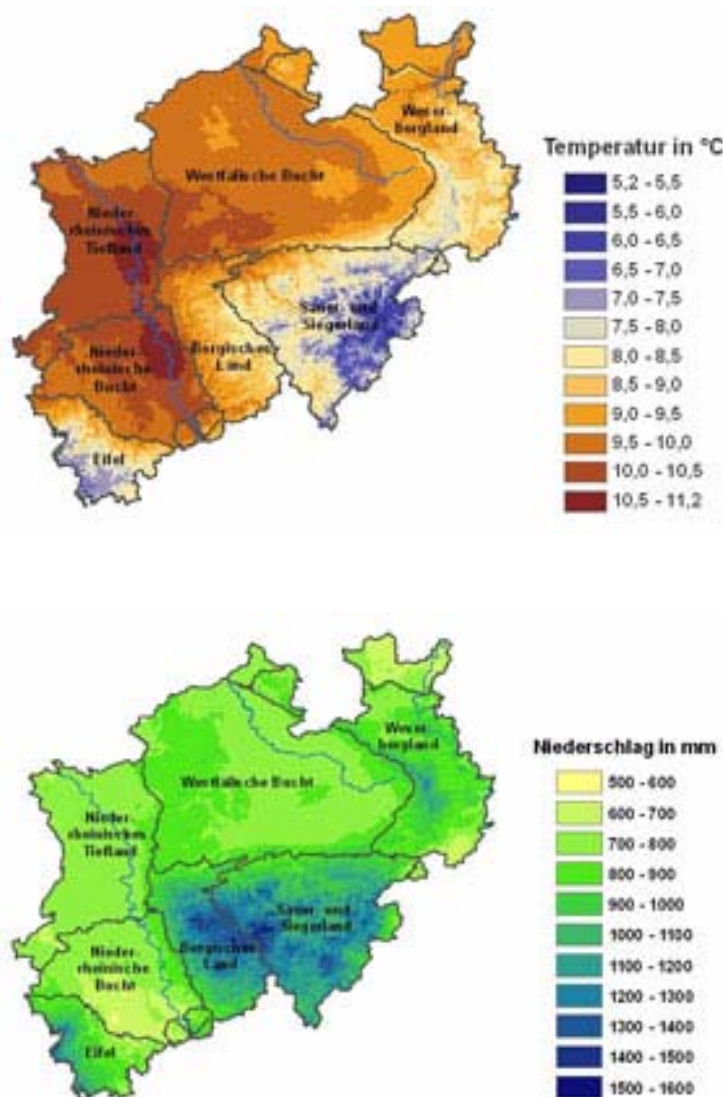 Weser-
bergland
Westfälische Bucht
Nieder-
rheinisches
Tiefland
Sauer- und
Siegerland
Nieder-
rheinische
Bucht
Bergisches
Land
Eifel
Temperatur in °C
5,2 - 5,5
5,5 - 6,0
6,0 - 6,5
6,5 - 7,0
7,0 - 7,5
7,5 - 8,0
8,0 - 8,5
8,5 - 9,0
9,0 - 9,5
9,5 - 10,0
10,0 - 10,5
10,5 - 11,2
Weser-
bergland
Westfälische Bucht
Nieder-
rheinisches
Tiefland
Sauer- und
Siegerland
Bergisches
Land
Nieder-
rheinische
Bucht
Eifel
Niederschlag in mm
500 - 600
600 - 700
700 - 800
800 - 900
900 - 1000
1000 - 1100
1100 - 1200
1200 - 1300
1300 - 1400
1400 - 1500
1500 - 1600